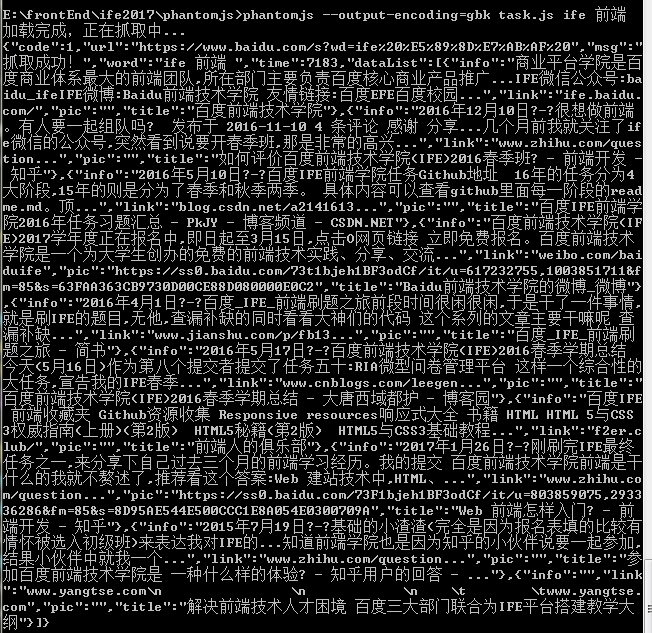 E:\frontEnd\ife2017\phantomjs>phantomjs --output-encoding=gbk task.js ife 前端
加载完成，正在抓取中...
{"code":1,"url":"https://www.baidu.com/s?wd=ife%20%E5%89%8D%E7%AB%AF%20","msg":"
抓取成功！","word":"ife 前端 ","time":7183,"dataList":[{"info":"商业平台学院是百
度商业体系最大的前端团队,所在部门主要负责百度核心商业产品推广...IFE微信公众号:bai
du_ifeIFE微博:Baidu前端技术学院 友情链接:百度EFE百度校园...","link":"ife.baidu.
com/","pic":"","title":"百度前端技术学院"},{"info":"2016年12月10日?-?很想做前端
。有人要一起组队吗?  发布于 2016-11-10 4 条评论 感谢 分享...几个月前我就关注了if
e微信的公众号,突然看到说要开春季班,那是非常的高兴...","link":"www.zhihu.com/ques
tion...","pic":"","title":"如何评价百度前端技术学院(IFE)2016春季班? - 前端开发 -
 知乎"},{"info":"2016年5月10日?-?百度IFE前端学院任务Github地址  16年的任务分为4
大阶段,15年的则是分为了春季和秋季两季。 具体内容可以查看github里面每一阶段的read
me.md。顶...","link":"blog.csdn.net/a2141613...","pic":"","title":"百度IFE前端学
院2016年任务习题汇总 - PkJY - 博客频道 - CSDN.NET"},{"info":"百度前端技术学院(IF
E)2017学年度正在报名中,即日起至3月15日,点击O网页链接 立即免费报名。百度前端技术
学院是一个为大学生创办的免费的前端技术实践、分享、交流...","link":"weibo.com/bai
duife","pic":"https://ss0.baidu.com/73t1bjeh1BF3odCf/it/u=617232755,1003851711&f
m=85&s=63FAA363CB9730D00CE88D080000E0C2","title":"Baidu前端技术学院的微博_微博"}
,{"info":"2016年4月1日?-?百度_IFE_前端刷题之旅前段时间很闲很闲,于是干了一件事情,
就是刷IFE的题目,无他,查漏补缺的同时看看大神们的代码 这个系列的文章主要干嘛呢 查
漏补缺...","link":"www.jianshu.com/p/fb13...","pic":"","title":"百度_IFE_前端刷
题之旅 - 简书"},{"info":"2016年5月17日?-?百度前端技术学院(IFE)2016春季学期总结
今天(5月16日)作为第八个提交者提交了任务五十:RIA微型问卷管理平台 这样一个综合性的
大任务,宣告我的IFE春季...","link":"www.cnblogs.com/leegen...","pic":"","title":"
百度前端技术学院(IFE)2016春季学期总结 - 大唐西域都护 - 博客园"},{"info":"百度IFE
 前端收藏夹 Github资源收集 Responsive resources响应式大全 书籍 HTML HTML 5与CSS
3权威指南(上册)(第2版)  HTML5秘籍(第2版)  HTML5与CSS3基础教程...","link":"f2er.c
lub/","pic":"","title":"前端人的俱乐部"},{"info":"2017年1月26日?-?刚刷完IFE最终
任务之一,来分享下自己过去三个月的前端学习经历。我的提交 百度前端技术学院前端是干
什么的我就不赘述了,推荐看这个答案:Web 建站技术中,HTML、...","link":"www.zhihu.co
m/question...","pic":"https://ss0.baidu.com/73F1bjeh1BF3odCf/it/u=803859075,2933
36286&fm=85&s=8D95AE544E500CCC1E8A054E0300709A","title":"Web 前端怎样入门? - 前
端开发 - 知乎"},{"info":"2015年7月19日?-?基础的小渣渣(完全是因为报名表填的比较有
情怀被选入初级班)来表达我对IFE的...知道前端学院也是因为知乎的小伙伴说要一起参加,
结果小伙伴中就我一个...","link":"www.zhihu.com/question...","pic":"","title":"参
加百度前端技术学院是 一种什么样的体验? - 知乎用户的回答 - ..."},{"info":"","link"
:"www.yangtse.com\n                \n            \n    \t        \twww.yangtse.
com","pic":"","title":"解决前端技术人才困境 百度三大部门联合为IFE平台搭建教学大
纲"}]}